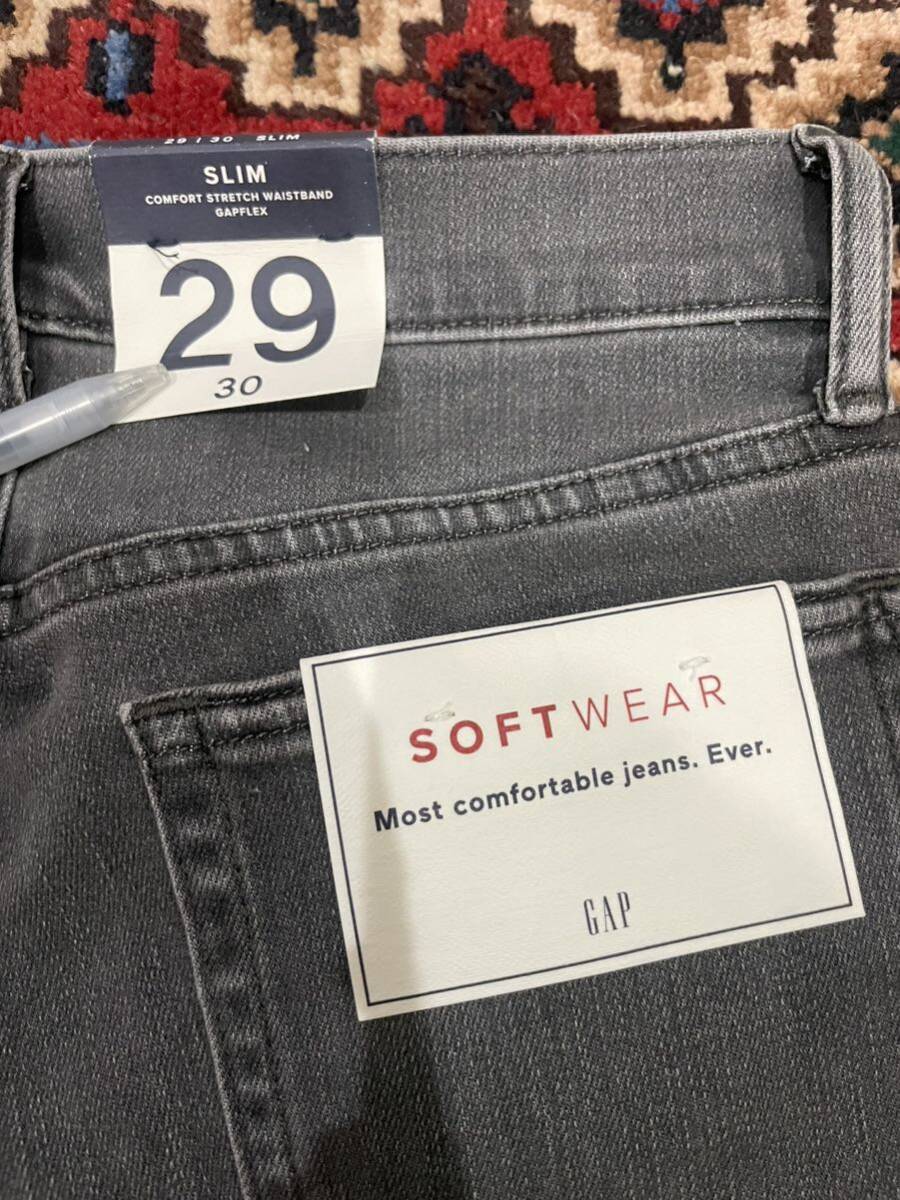 29 | 30 SLIM
SLIM
COMFORT STRETCH WAISTBAND
GAPFLEX
29
30
SOFTWEAR
Most comfortable jeans. Ever.
GAP